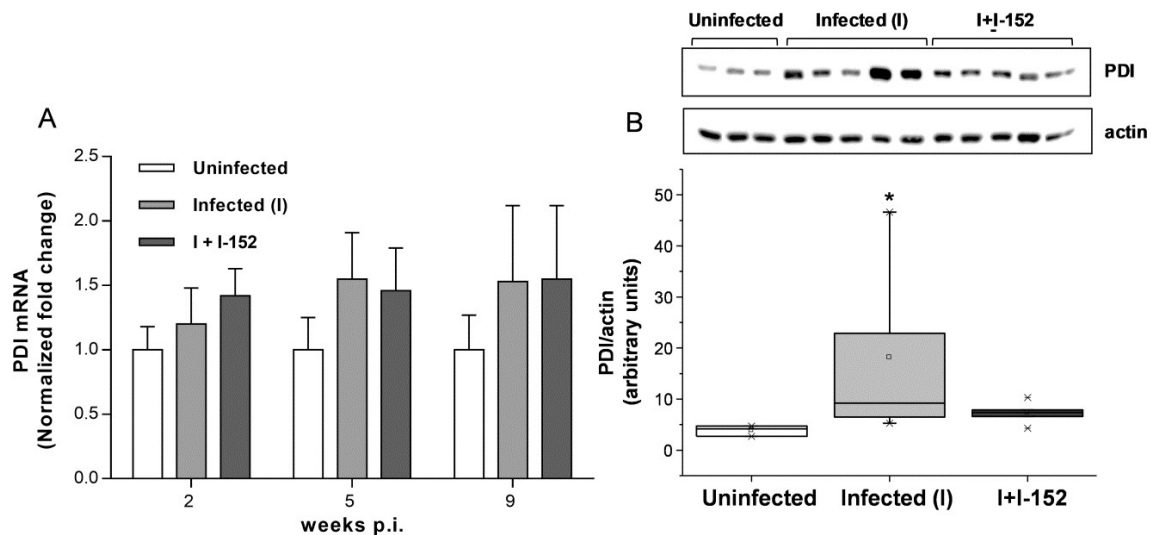 Uninfected Infected (I) I+I-152
PDI
actin
A
B
2.5
2.0
1.5
1.0
0.5
0.0
PDI mRNA
(Normalized fold change)
Uninfected
Infected (I)
I + I-152
2 5 9
weeks p.i.
50
40
30
20
10
0
PDI/actin
(arbitrary units)
*
Uninfected Infected (I) I+I-152